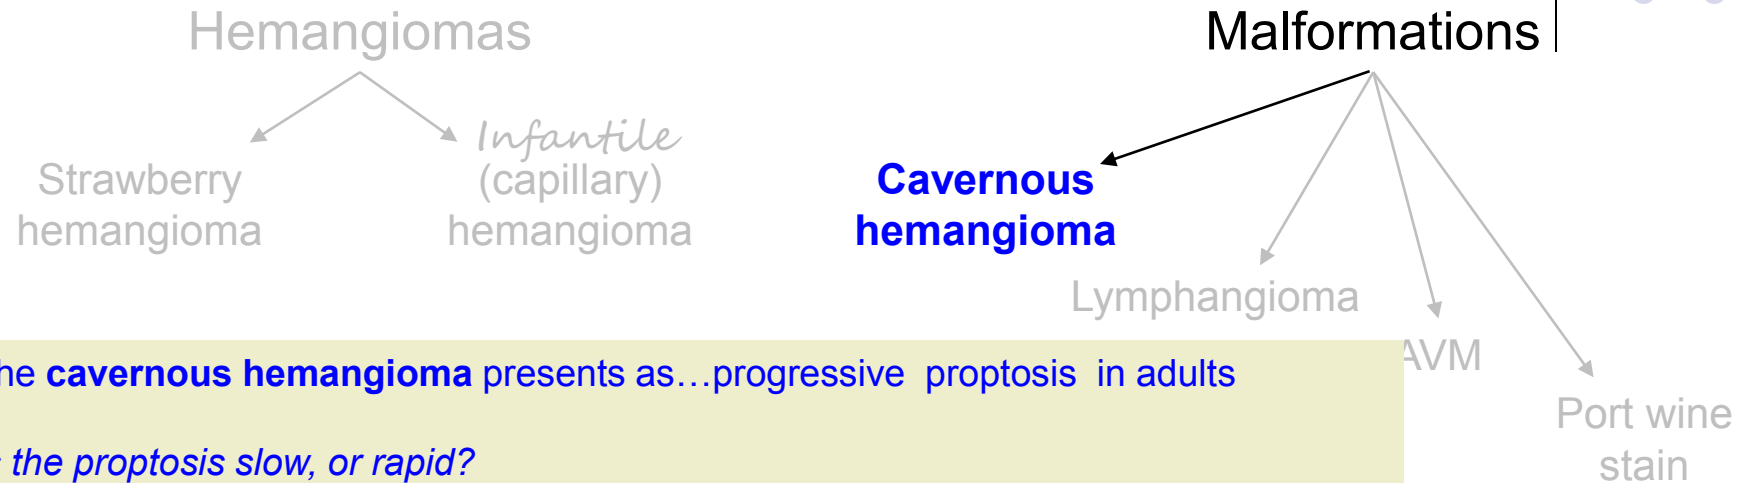 Hemangiomas
Malformations
Infantile
Strawberry
hemangioma
(capillary)
hemangioma
Cavernous
hemangioma
Lymphangioma
AVM
Port wine
stain
he cavernous hemangioma presents as…progressive proptosis in adults
the proptosis slow, or rapid?